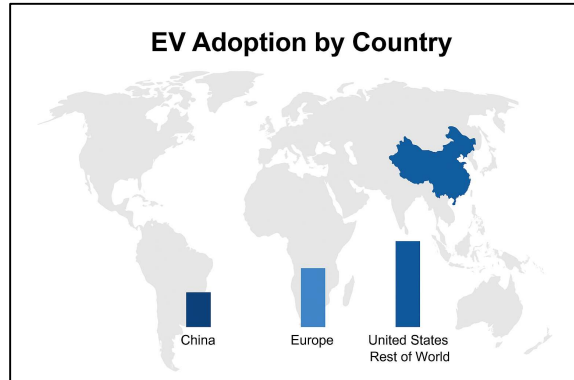 EV Adoption by Country
China
Europe
United States
Rest of World